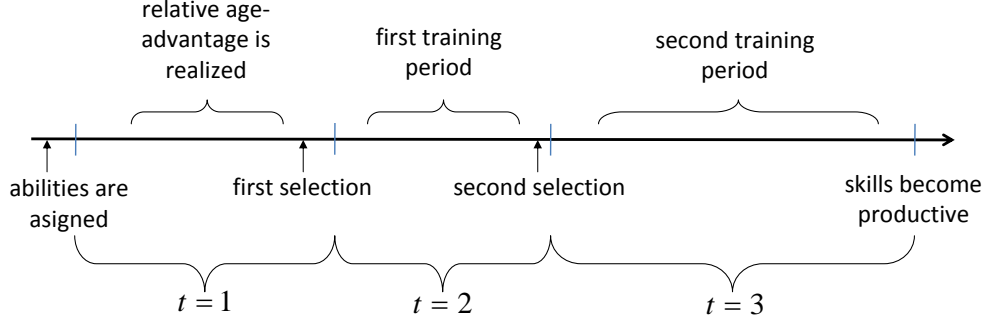 relative age-
advantage is
realized
first training
period
second training
period
abilities are
asigned
first selection
second selection
skills become
productive
t = 1
t = 2
t = 3